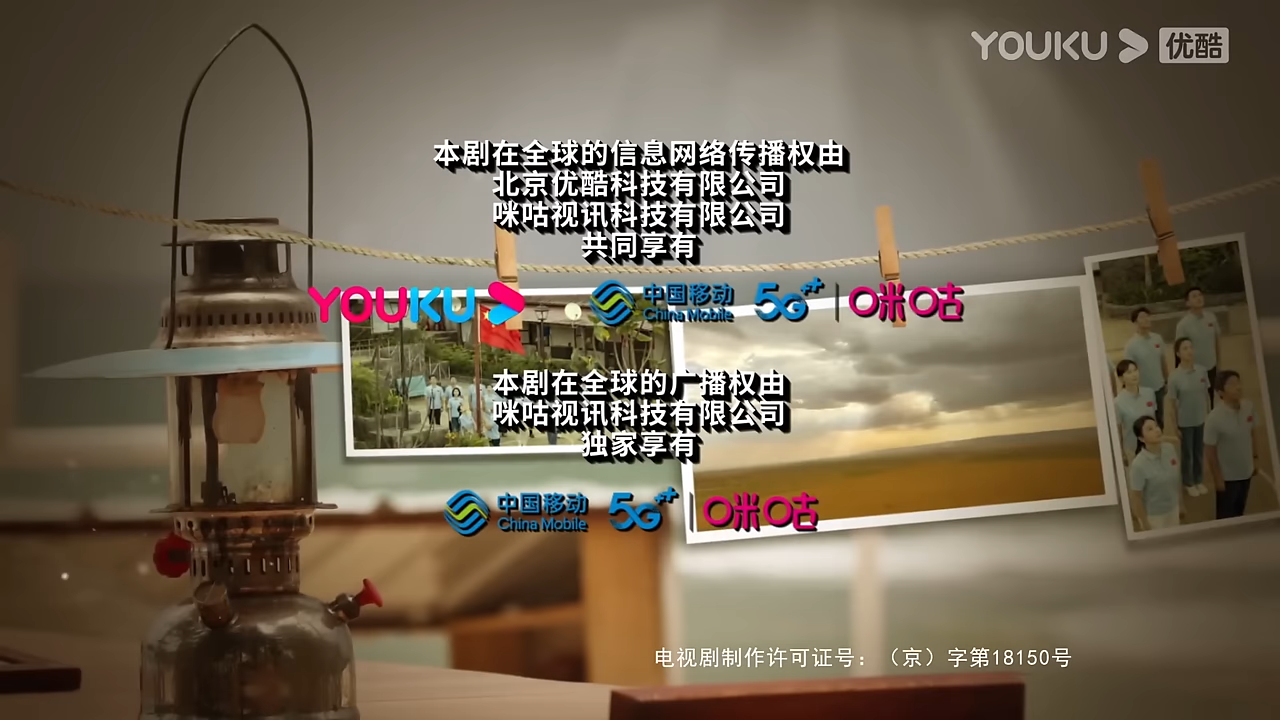 YOUKU 优酷
本剧在全球的信息网络传播权由
北京优酷科技有限公司
咪咕视讯科技有限公司
共同享有
YOUKU 中国移动 China Mobile 5G++ 咪咕
本剧在全球的广播权由
咪咕视讯科技有限公司
独家享有
中国移动 China Mobile 5G++ 咪咕
电视剧制作许可证号：（京）字第18150号